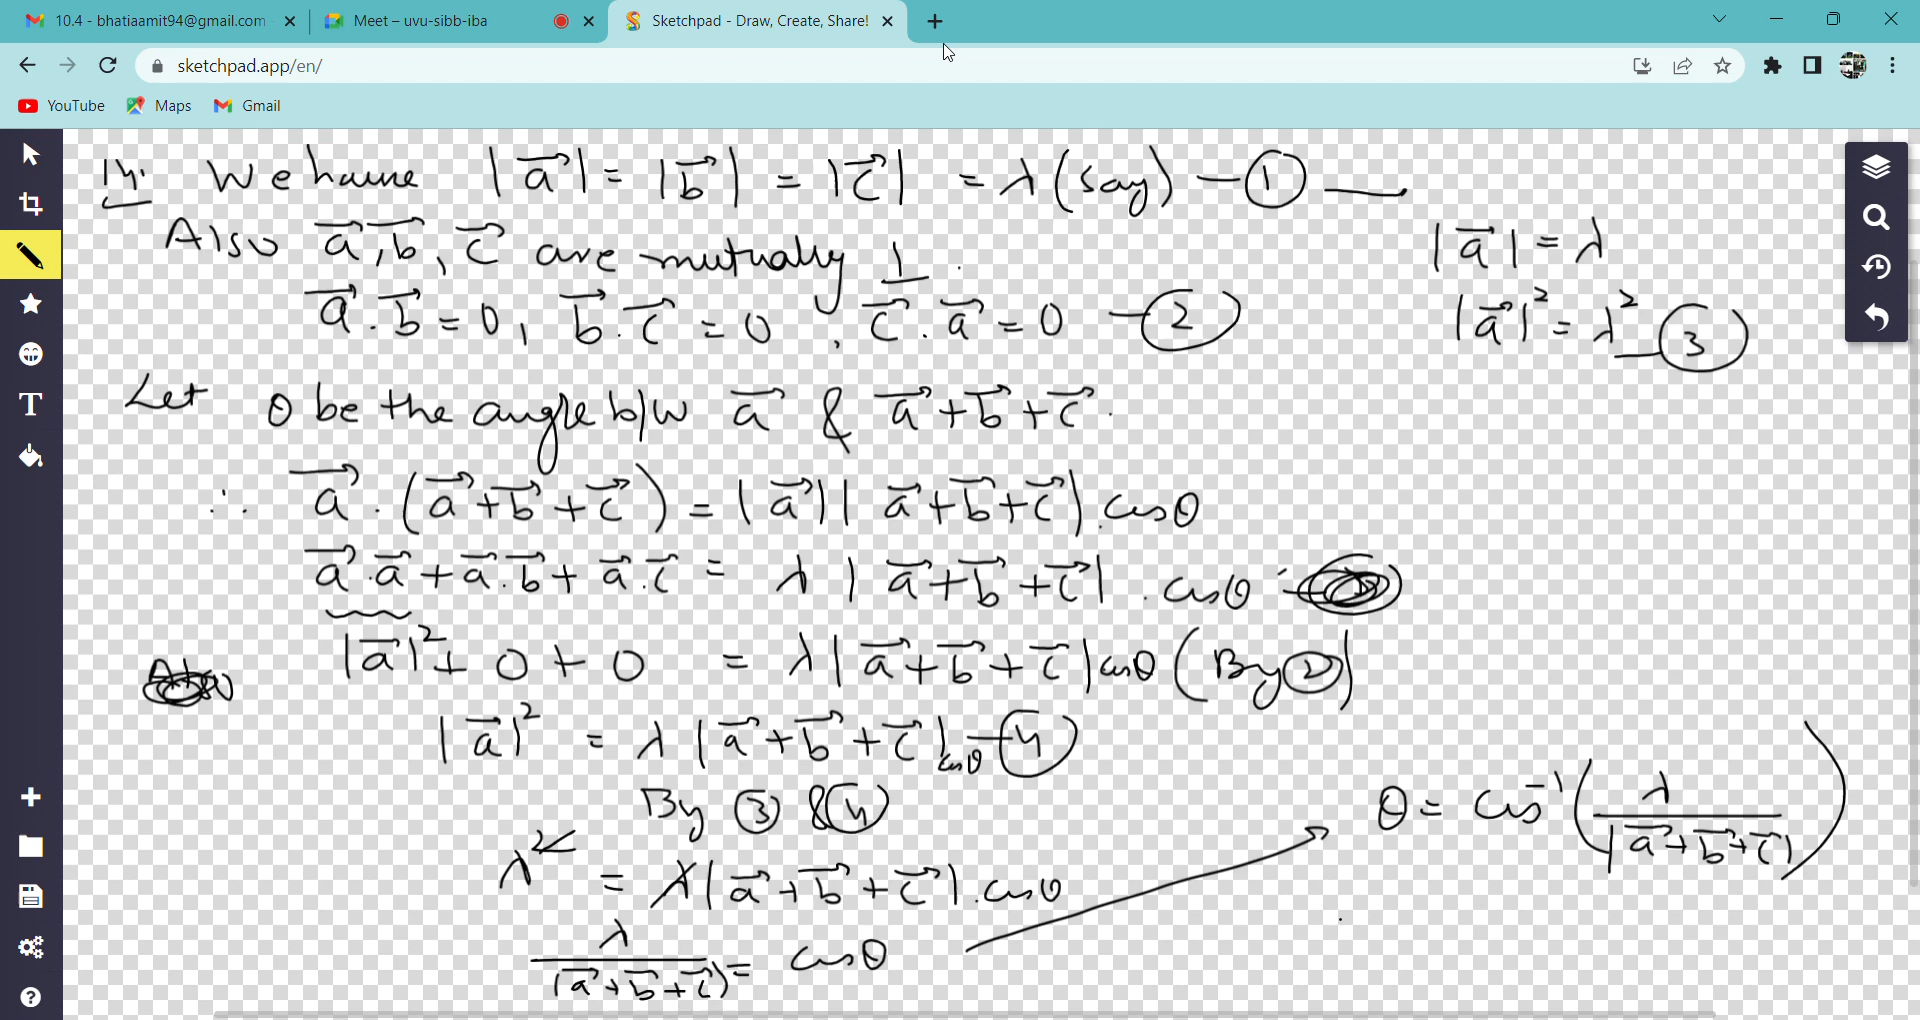 10.4 - bhatiaamit94@gmail.com
Meet – uvu-sibb-iba
Sketchpad - Draw, Create, Share!
sketchpad.app/en/
YouTube Maps Gmail
14. We have |a⃗| = |b⃗| = |c⃗| = λ (say) — ①
Also a⃗, b⃗, c⃗ are mutually ⊥.
|a⃗| = λ
a⃗.b⃗ = 0, b⃗.c⃗ = 0, c⃗.a⃗ = 0 — ②
|a⃗|² = λ² — ③
Let θ be the angle b/w a⃗ & a⃗+b⃗+c⃗.
∴ a⃗.(a⃗+b⃗+c⃗) = |a⃗||a⃗+b⃗+c⃗|.cosθ
a⃗.a⃗ + a⃗.b⃗ + a⃗.c⃗ = λ |a⃗+b⃗+c⃗|.cosθ
|a⃗|² + 0 + 0 = λ|a⃗+b⃗+c⃗|cosθ (By ②)
|a⃗|² = λ |a⃗+b⃗+c⃗| cosθ — ④
By ③ & ④
λ² = λ|a⃗+b⃗+c⃗|.cosθ
λ/|a⃗+b⃗+c⃗| = cosθ
θ = cos⁻¹(λ/|a⃗+b⃗+c⃗|)